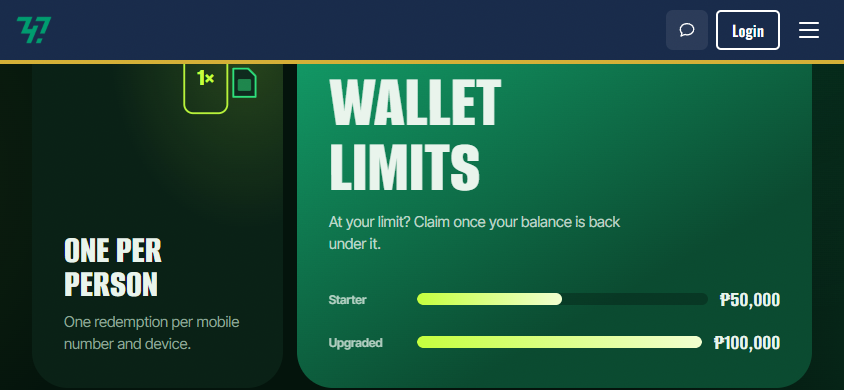 Login
1×
ONE PER
PERSON
One redemption per mobile
number and device.
WALLET
LIMITS
At your limit? Claim once your balance is back
under it.
Starter
₱50,000
Upgraded
₱100,000